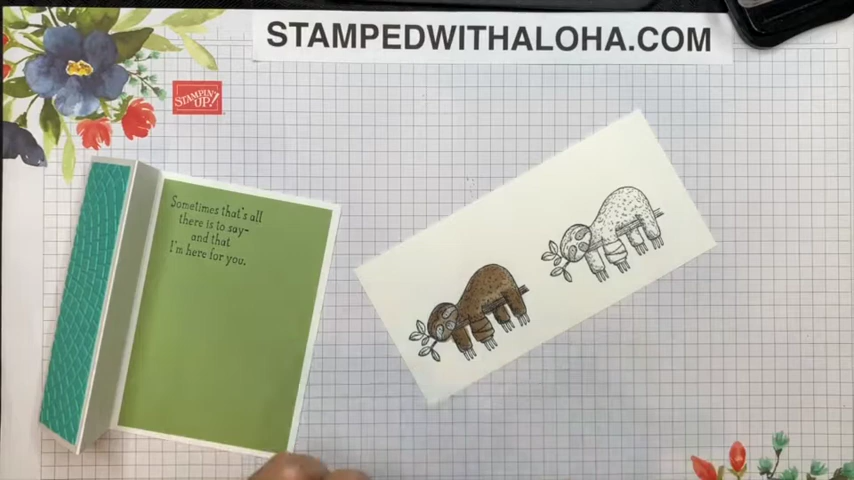 STAMPEDWITHALOHA.COM
STAMPIN' UP!
Sometimes that's all
there is to say-
and that
I'm here for you.